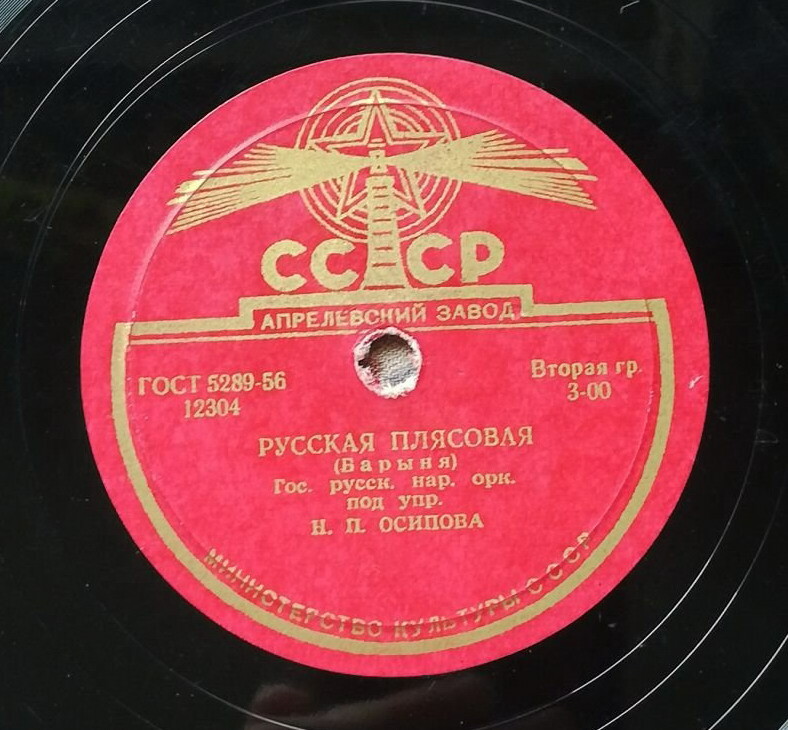 СССР
АПРЕЛЕВСКИЙ ЗАВОД
ГОСТ 5289-56
12304
Вторая гр.
3-00
РУССКАЯ ПЛЯСОВАЯ
(Барыня)
Гос. русск. нар. орк.
под упр.
Н. П. ОСИПОВА
МИНИСТЕРСТВО КУЛЬТУРЫ СССР